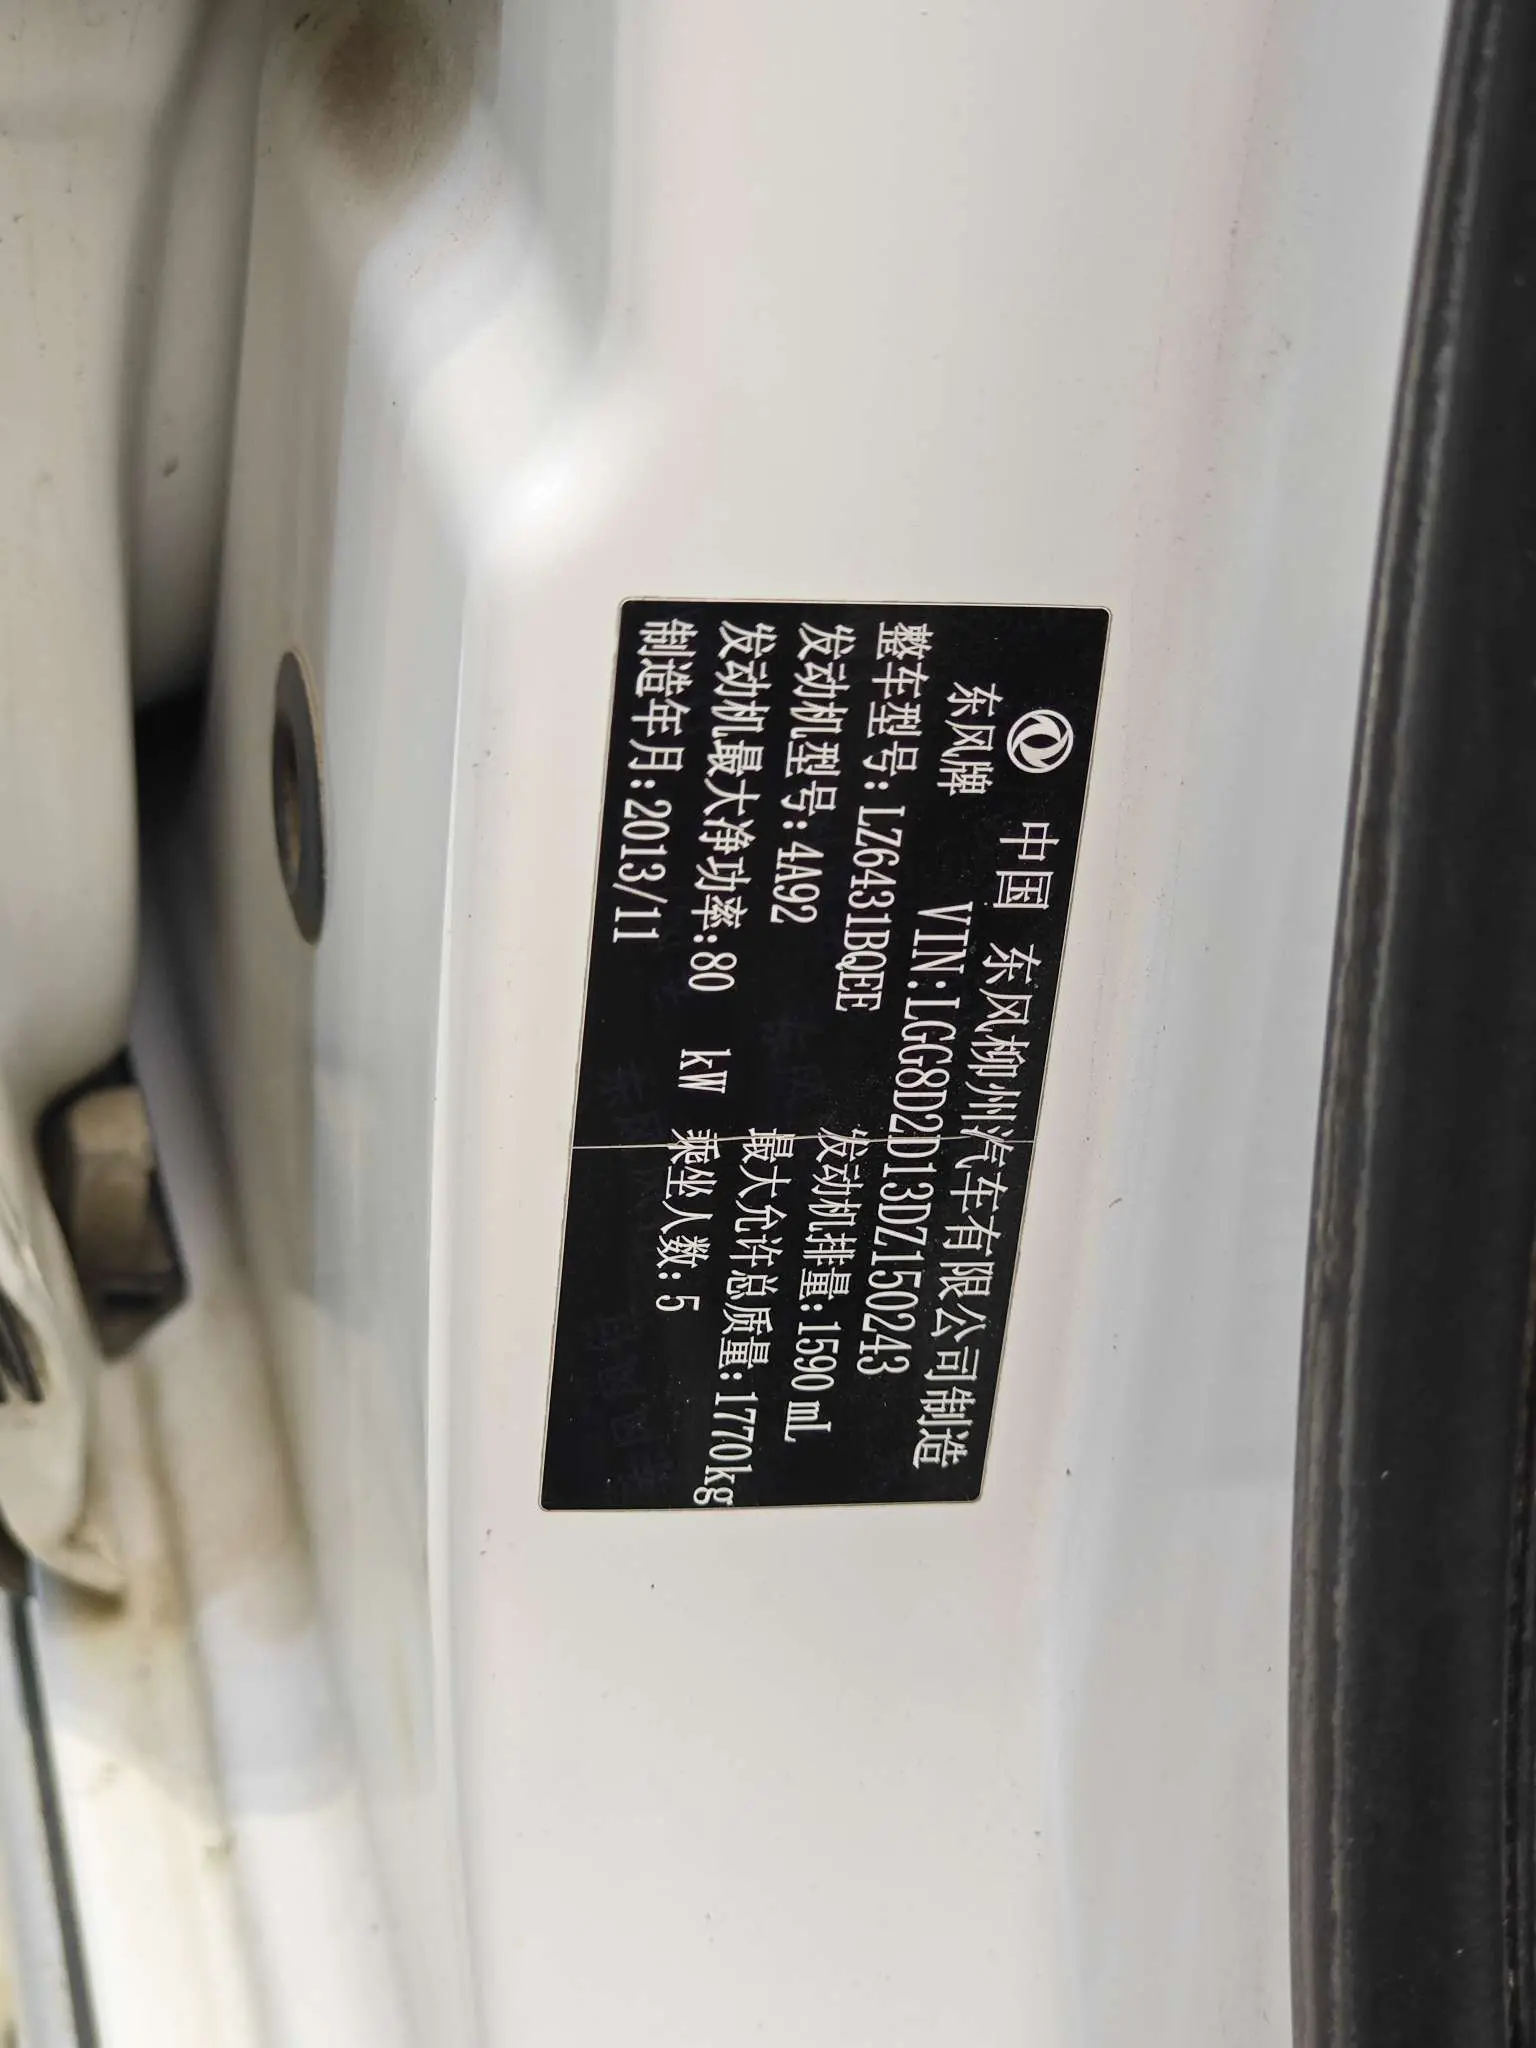 中国 东风柳州汽车有限公司制造
东风牌 VIN:LGG8D2D13DZ150243
整车型号:LZ6431BQEE
发动机型号:4A92 发动机排量:1590 mL
发动机最大净功率:80 kW 最大允许总质量:1770kg
制造年月:2013/11 乘坐人数:5